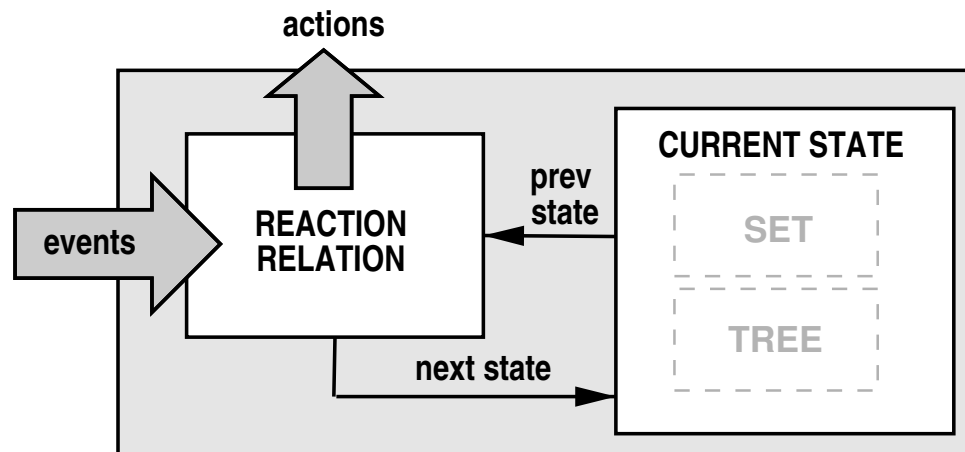 actions
CURRENT STATE
prev
state
SET
events
REACTION
RELATION
TREE
next state